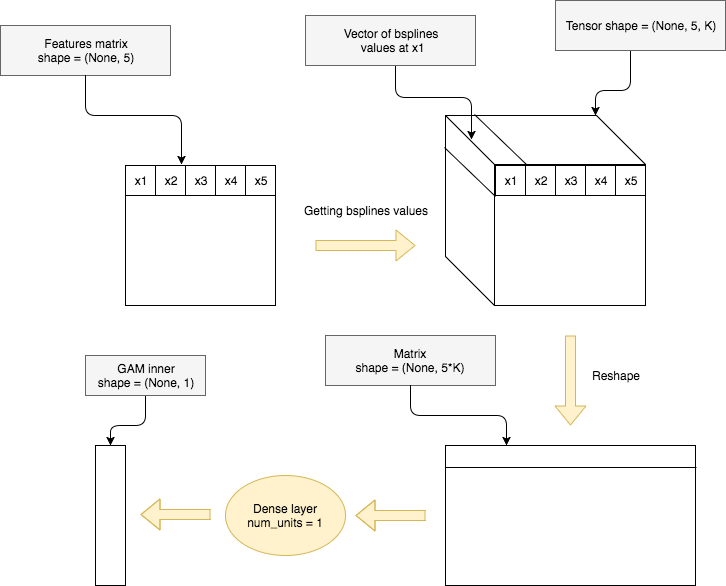 Features matrix
shape = (None, 5)
Vector of bsplines
values at x1
Tensor shape = (None, 5, K)
x1 x2 x3 x4 x5
Getting bsplines values
x1 x2 x3 x4 x5
Reshape
Matrix
shape = (None, 5*K)
GAM inner
shape = (None, 1)
Dense layer
num_units = 1